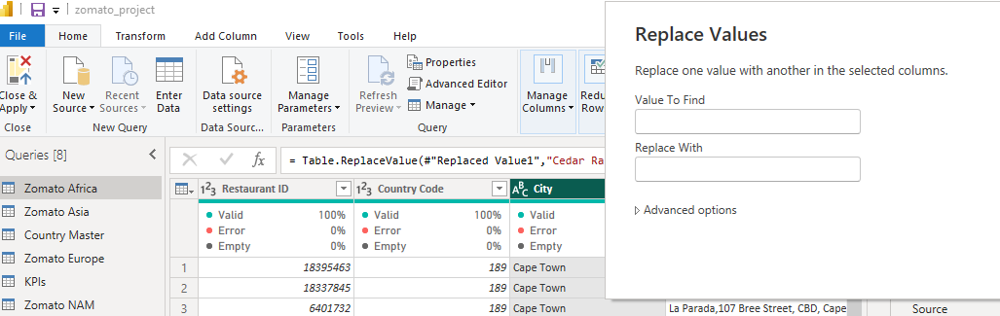 zomato_project
File Home Transform Add Column View Tools Help
Close & Apply
New Source
Recent Sources
Enter Data
Data source settings
Manage Parameters
Refresh Preview
Properties
Advanced Editor
Manage
Manage Columns
Close
New Query
Data Sourc...
Parameters
Query
Queries [8]
= Table.ReplaceValue(#"Replaced Value1","Cedar Ra
Zomato Africa
Zomato Asia
Country Master
Zomato Europe
KPIs
Zomato NAM
Restaurant ID Country Code City
Valid 100% Valid 100% Valid
Error 0% Error 0% Error
Empty 0% Empty 0% Empty
1 18395463 189 Cape Town
2 18337845 189 Cape Town
3 6401732 189 Cape Town La Parada,107 Bree Street, CBD, Cape
Replace Values
Replace one value with another in the selected columns.
Value To Find
Replace With
Advanced options
Source